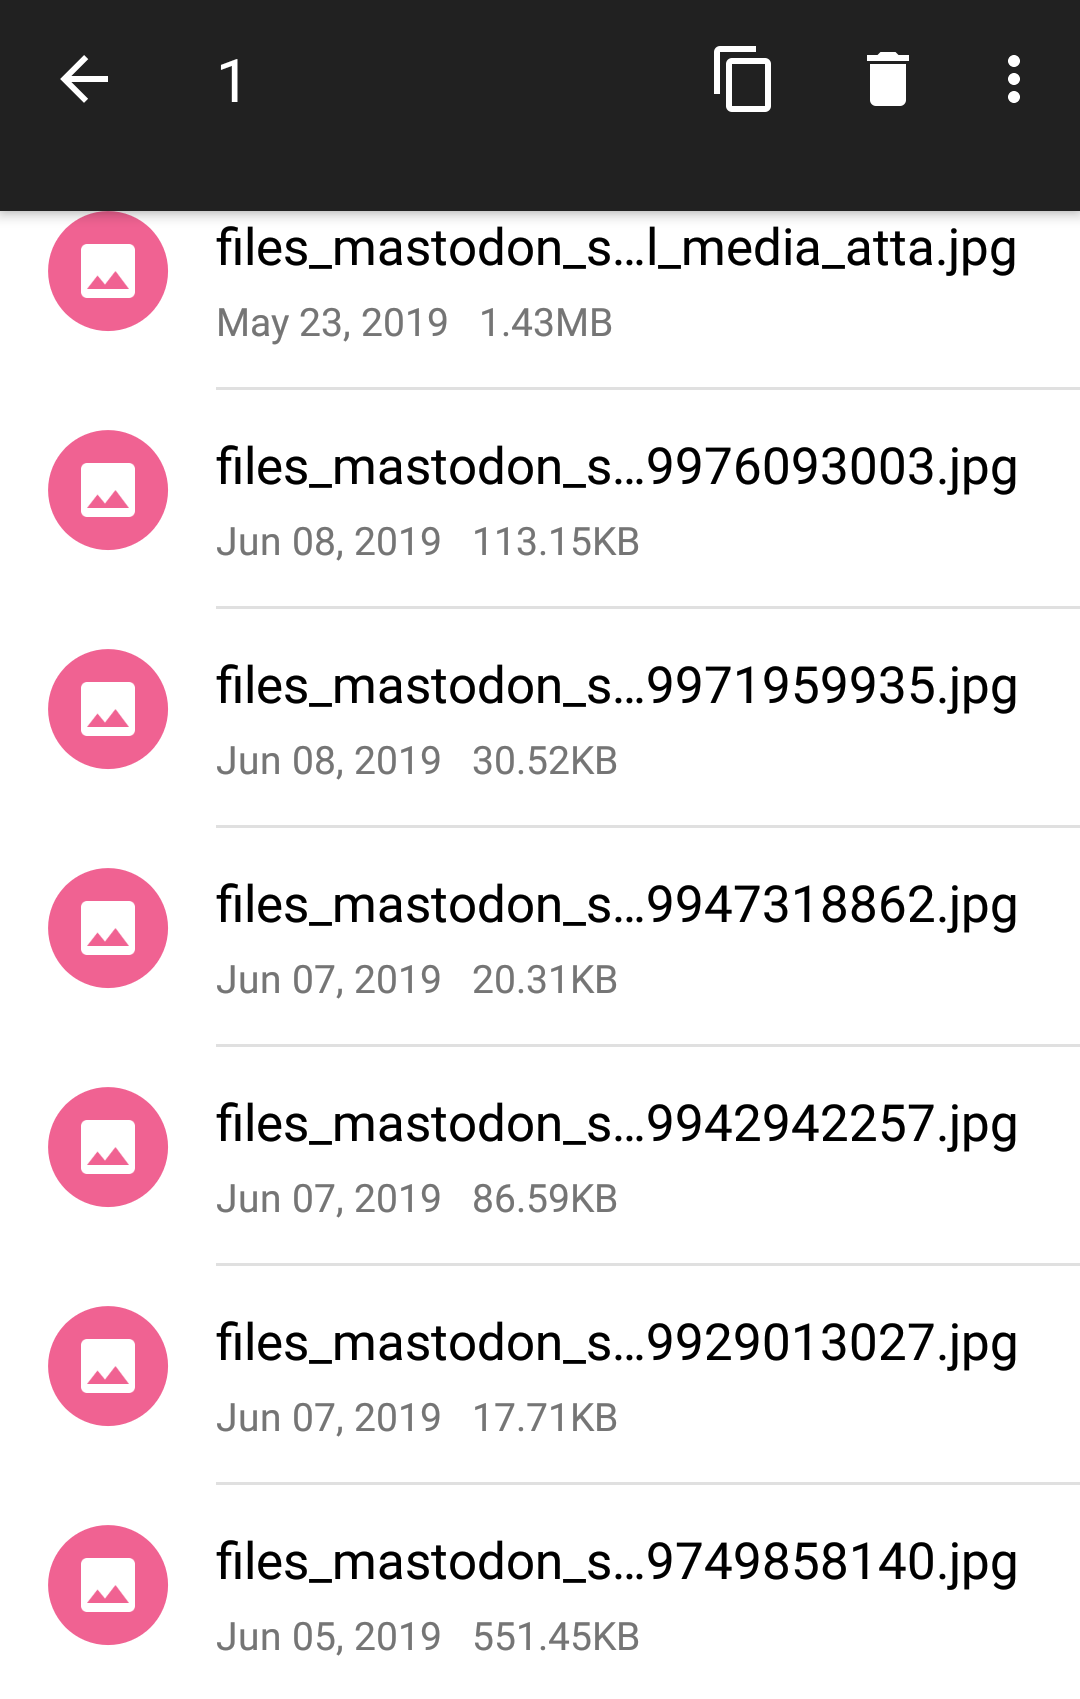 1
files_mastodon_s...l_media_atta.jpg
May 23, 2019 1.43MB
files_mastodon_s...9976093003.jpg
Jun 08, 2019 113.15KB
files_mastodon_s...9971959935.jpg
Jun 08, 2019 30.52KB
files_mastodon_s...9947318862.jpg
Jun 07, 2019 20.31KB
files_mastodon_s...9942942257.jpg
Jun 07, 2019 86.59KB
files_mastodon_s...9929013027.jpg
Jun 07, 2019 17.71KB
files_mastodon_s...9749858140.jpg
Jun 05, 2019 551.45KB